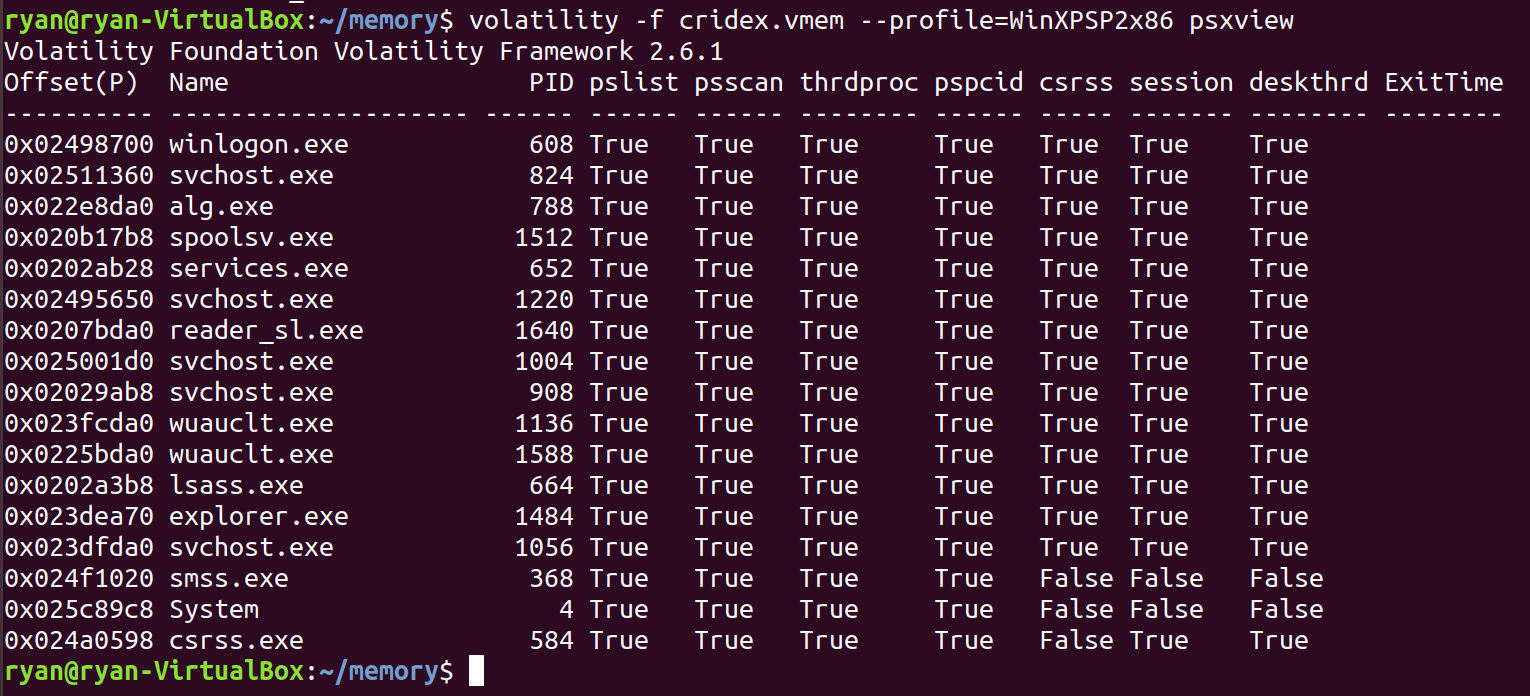 ryan@ryan-VirtualBox:~/memory$ volatility -f cridex.vmem --profile=WinXPSP2x86 psxview
Volatility Foundation Volatility Framework 2.6.1
Offset(P)  Name                    PID pslist psscan thrdproc pspcid csrss session deskthrd ExitTime
---------- -------------------- ------ ------ ------ -------- ------ ----- ------- -------- --------
0x02498700 winlogon.exe            608 True   True   True     True   True  True    True
0x02511360 svchost.exe             824 True   True   True     True   True  True    True
0x022e8da0 alg.exe                 788 True   True   True     True   True  True    True
0x020b17b8 spoolsv.exe            1512 True   True   True     True   True  True    True
0x0202ab28 services.exe            652 True   True   True     True   True  True    True
0x02495650 svchost.exe            1220 True   True   True     True   True  True    True
0x0207bda0 reader_sl.exe          1640 True   True   True     True   True  True    True
0x025001d0 svchost.exe            1004 True   True   True     True   True  True    True
0x02029ab8 svchost.exe             908 True   True   True     True   True  True    True
0x023fcda0 wuauclt.exe            1136 True   True   True     True   True  True    True
0x0225bda0 wuauclt.exe            1588 True   True   True     True   True  True    True
0x0202a3b8 lsass.exe               664 True   True   True     True   True  True    True
0x023dea70 explorer.exe           1484 True   True   True     True   True  True    True
0x023dfda0 svchost.exe            1056 True   True   True     True   True  True    True
0x024f1020 smss.exe                368 True   True   True     True   False False   False
0x025c89c8 System                    4 True   True   True     True   False False   False
0x024a0598 csrss.exe               584 True   True   True     True   False True    True
ryan@ryan-VirtualBox:~/memory$